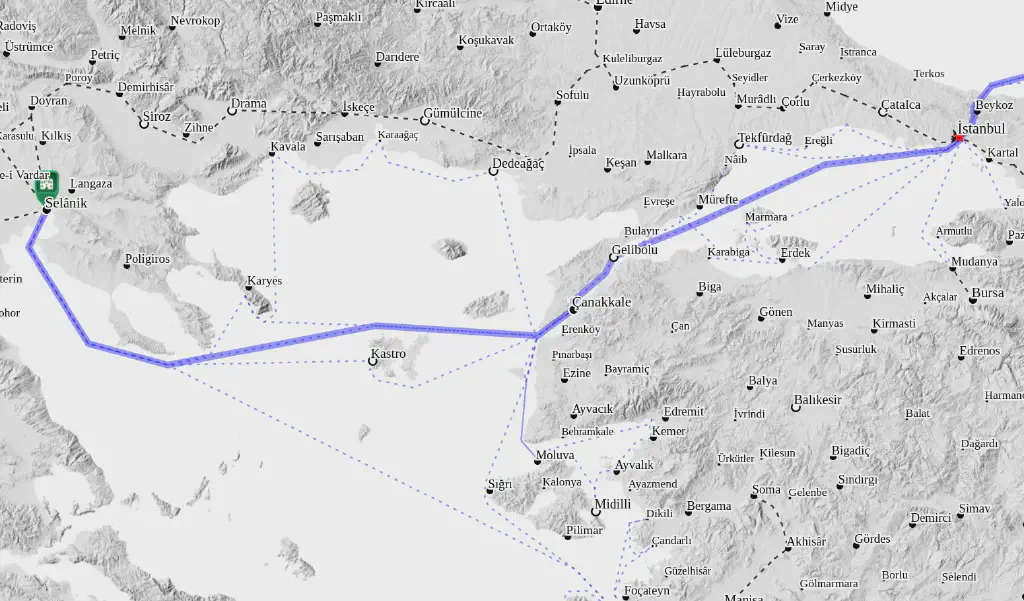 Edirne
Kircaali
Midye
Nevrokop
Paşmaklı
Vize
Radoviş
Havsa
Ortaköy
Melnik
Koşukavak
Üstrümce
Saray
Istranca
Petriç
Lüleburgaz
Darıdere
Kuleliburgaz
Poroy
Uzunköprü
Seyidler
Çerkezköy
Terkos
Demirhisâr
Hayrabolu
Sofulu
Doyran
Murâdlı
Çorlu
Çatalca
Beykoz
Drama
İskeçe
Gümülcine
Siroz
Zihne
İstanbul
Karasulu
Kılkış
Sarışaban
Karaağaç
Tekfürdağ
Ereğli
Kavala
İpsala
Malkara
Kartal
Dedeağaç
Keşan
Nâib
e-i Vardar
Langaza
Selânik
Evreşe
Mürefte
Yalo
Marmara
Bulayır
Armutlu
Paz
Gelibolu
Karabiga
Erdek
Poligiros
Mudanya
terin
Karyes
Biga
Mihaliç
Akçalar
Bursa
Çanakkale
ohor
Gönen
Erenköy
Çan
Manyas
Kirmasti
Kastro
Pınarbaşı
Susurluk
Edrenos
Ezine
Bayramiç
Balya
Harmanc
Balıkesir
Ayvacık
Edremit
İvrindi
Balat
Behramkale
Kemer
Dağardı
Moluva
Ürkütler
Kilesun
Bigadiç
Ayvalık
Sığrı
Kalonya
Ayazmend
Sındırgı
Soma
Gelenbe
Midilli
Bergama
Simav
Dikili
Demirci
Pilimar
Çandarlı
Akhisâr
Gördes
Güzelhisâr
Borlu
Selendi
Gölmarmara
Foçateyn
Manisa